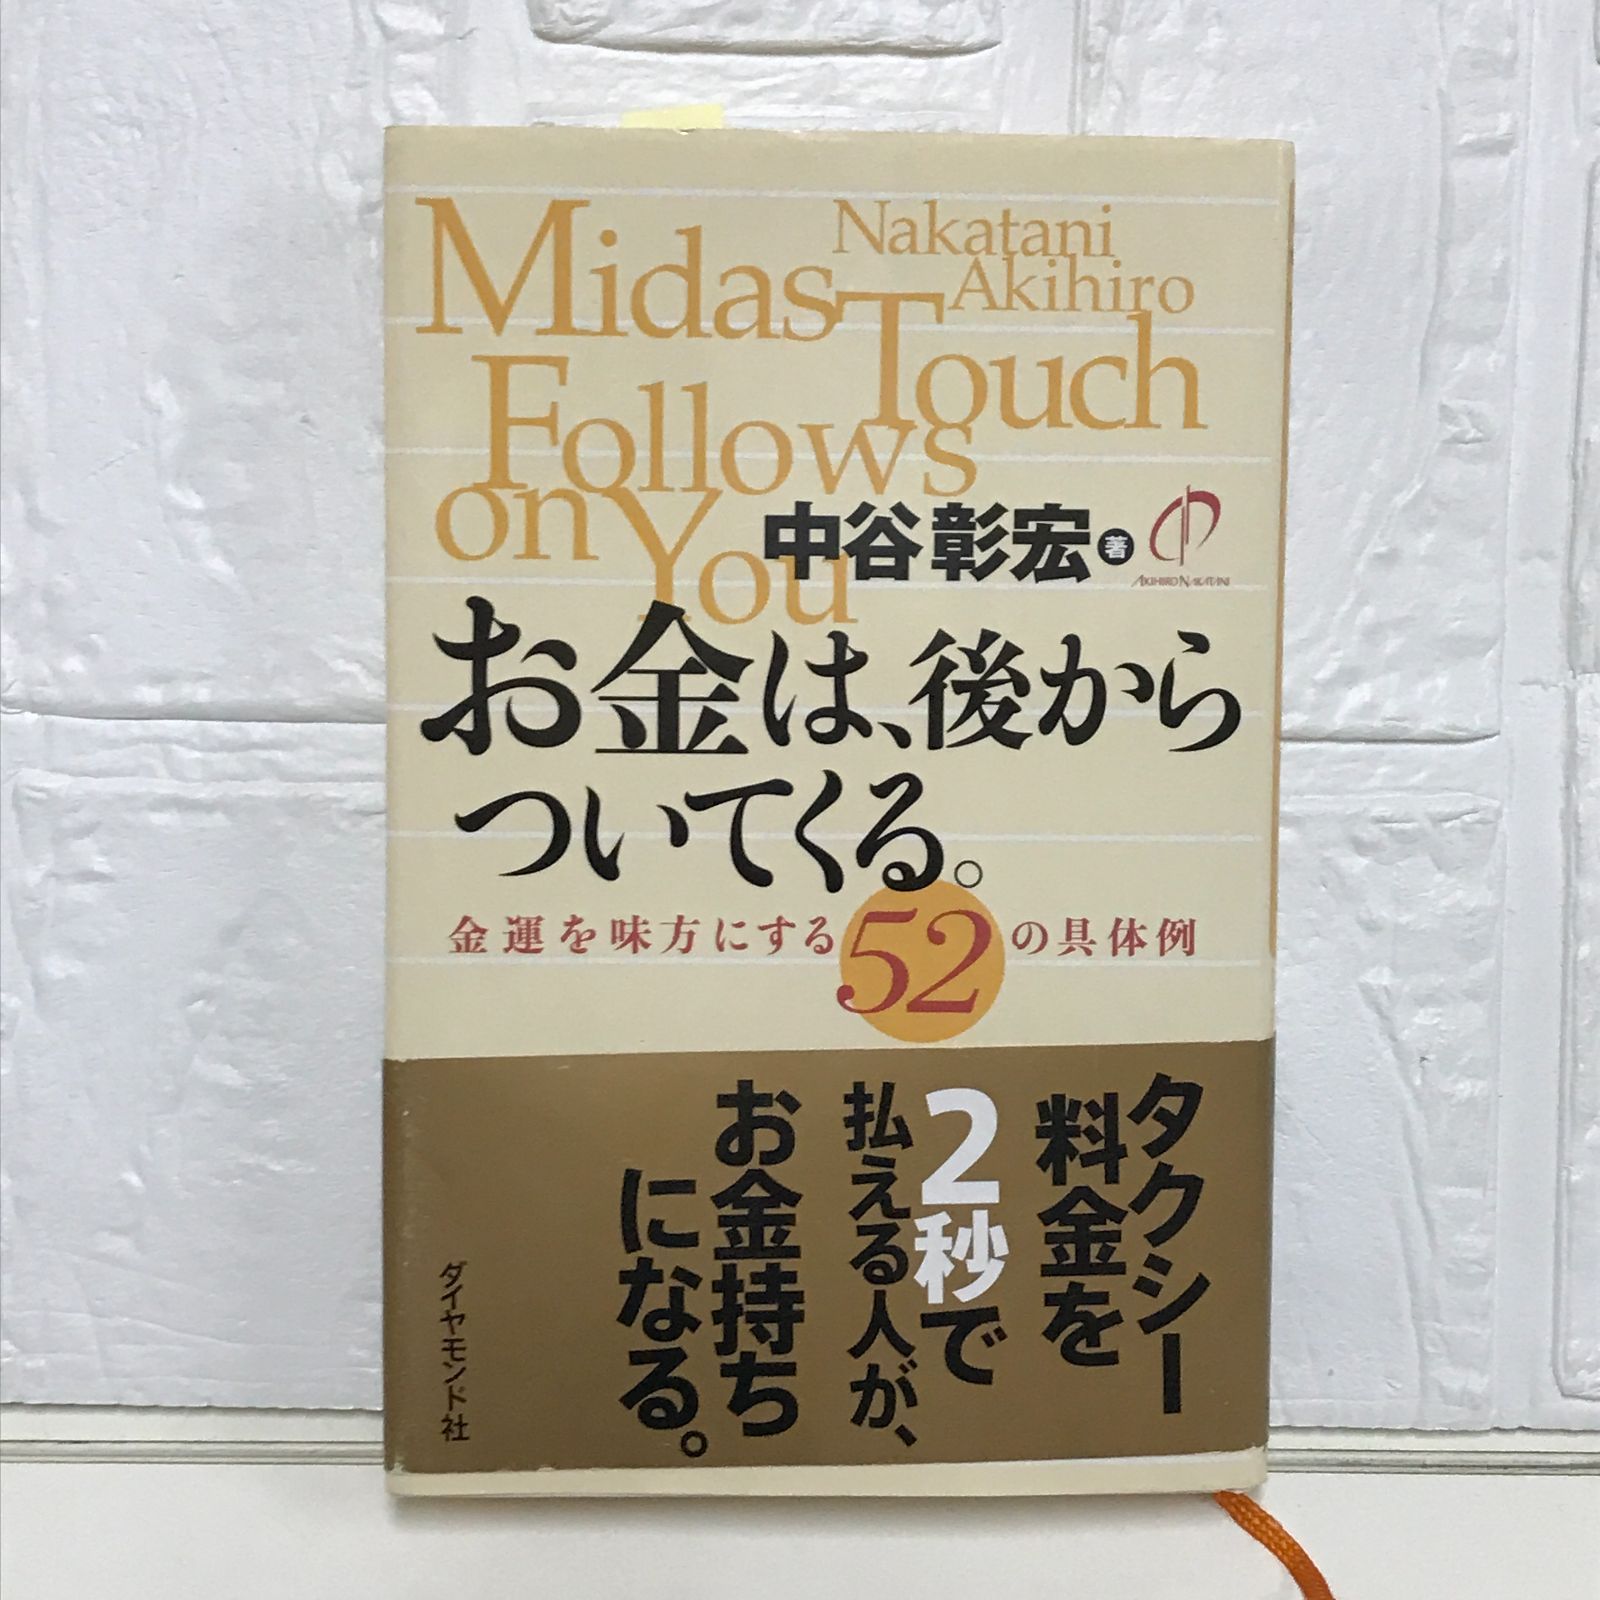 Midas Touch
Nakatani
Akihiro
Follows
on You
中谷彰宏 著
AKIHIRO NAKATANI
お金は、後から
ついてくる。
金運を味方にする52の具体例
タクシー
料金を
2秒で
払える人が、
お金持ち
になる。
ダイヤモンド社